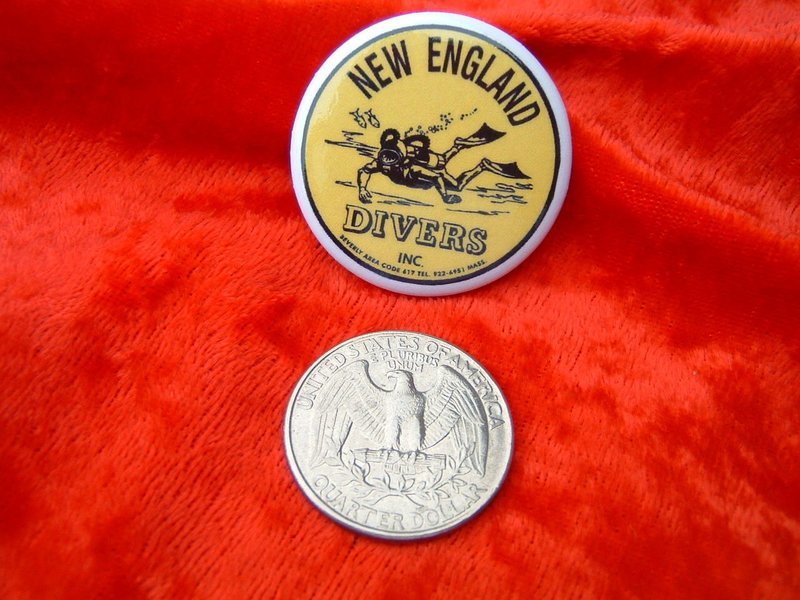 NEW ENGLAND
DIVERS
INC.
BEVERLY AREA CODE 617 TEL. 922-6951 MASS.
UNITED STATES OF AMERICA
E PLURIBUS
UNUM
QUARTER DOLLAR